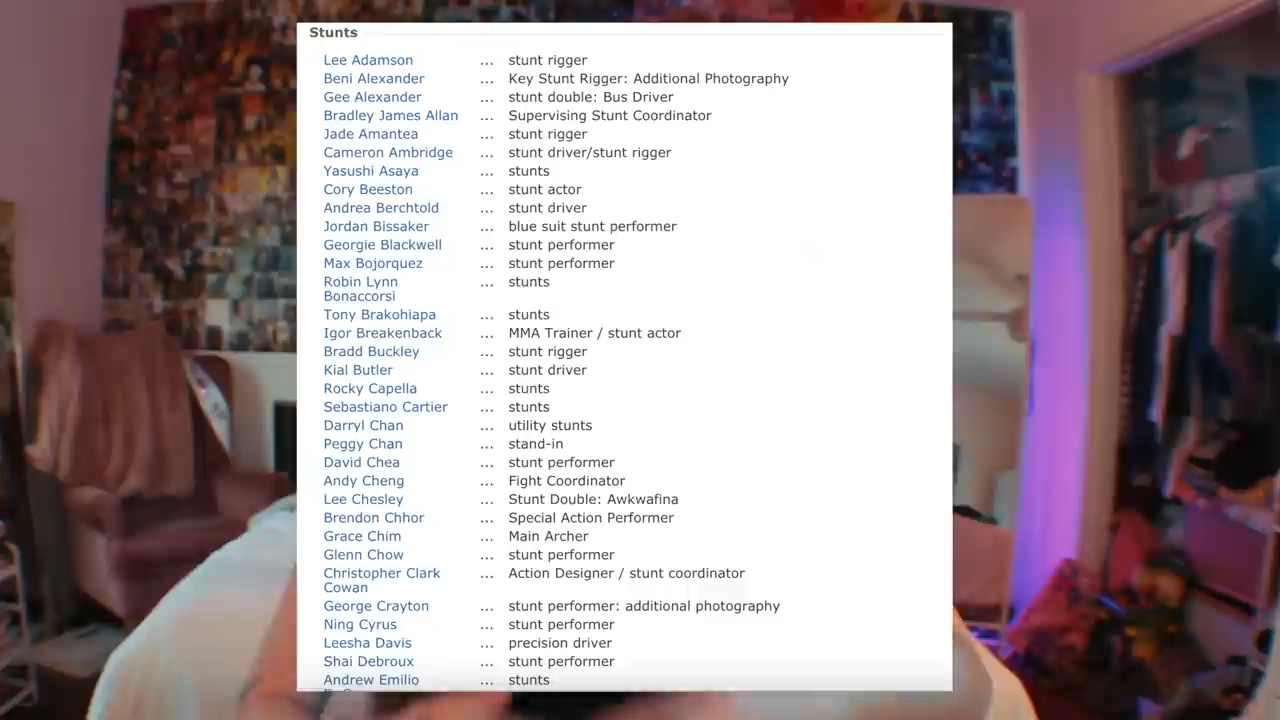 Stunts
Lee Adamson ... stunt rigger
Beni Alexander ... Key Stunt Rigger: Additional Photography
Gee Alexander ... stunt double: Bus Driver
Bradley James Allan ... Supervising Stunt Coordinator
Jade Amantea ... stunt rigger
Cameron Ambridge ... stunt driver/stunt rigger
Yasushi Asaya ... stunts
Cory Beeston ... stunt actor
Andrea Berchtold ... stunt driver
Jordan Bissaker ... blue suit stunt performer
Georgie Blackwell ... stunt performer
Max Bojorquez ... stunt performer
Robin Lynn ... stunts
Bonaccorsi
Tony Brakohiapa ... stunts
Igor Breakenback ... MMA Trainer / stunt actor
Bradd Buckley ... stunt rigger
Kial Butler ... stunt driver
Rocky Capella ... stunts
Sebastiano Cartier ... stunts
Darryl Chan ... utility stunts
Peggy Chan ... stand-in
David Chea ... stunt performer
Andy Cheng ... Fight Coordinator
Lee Chesley ... Stunt Double: Awkwafina
Brendon Chhor ... Special Action Performer
Grace Chim ... Main Archer
Glenn Chow ... stunt performer
Christopher Clark ... Action Designer / stunt coordinator
Cowan
George Crayton ... stunt performer: additional photography
Ning Cyrus ... stunt performer
Leesha Davis ... precision driver
Shai Debroux ... stunt performer
Andrew Emilio ... stunts